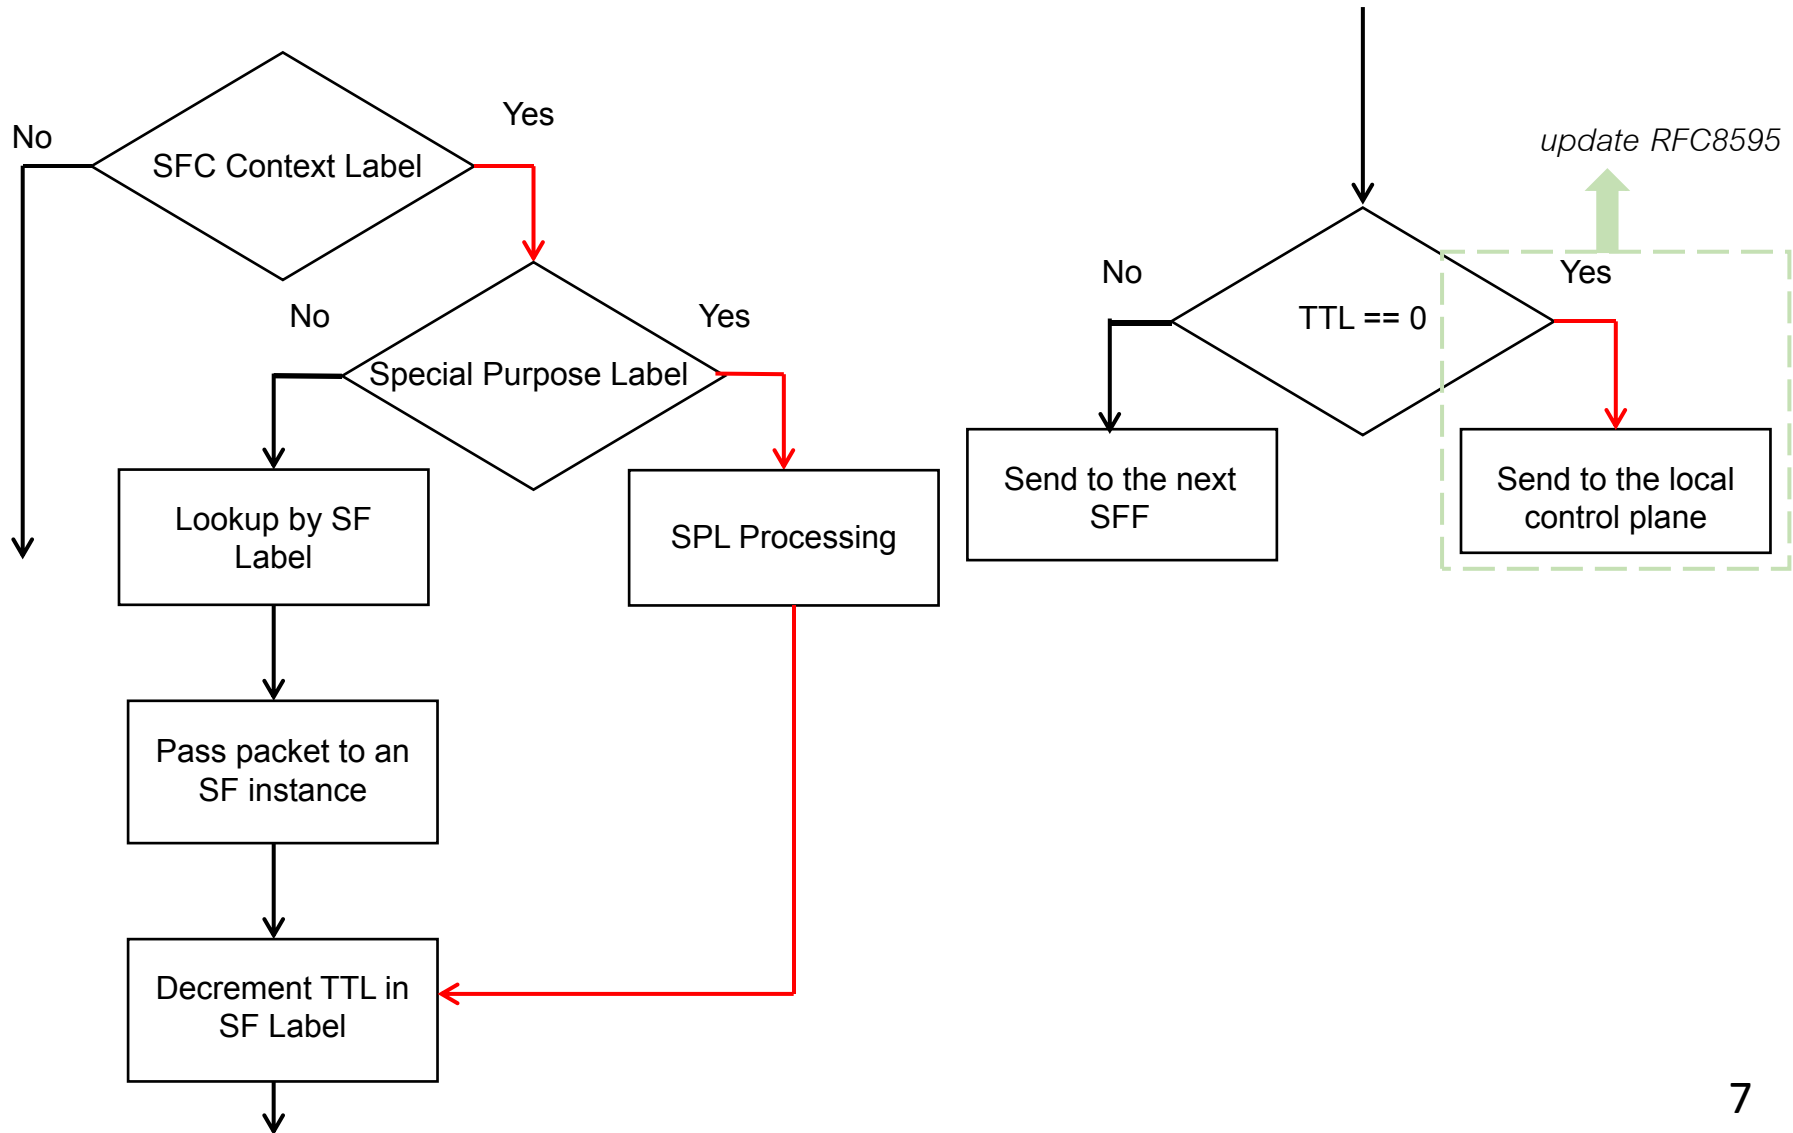 No
Yes
SFC Context Label
No
Yes
Special Purpose Label
Lookup by SF
Label
SPL Processing
Pass packet to an
SF instance
Decrement TTL in
SF Label
update RFC8595
No
Yes
TTL == 0
Send to the next
SFF
Send to the local
control plane
7